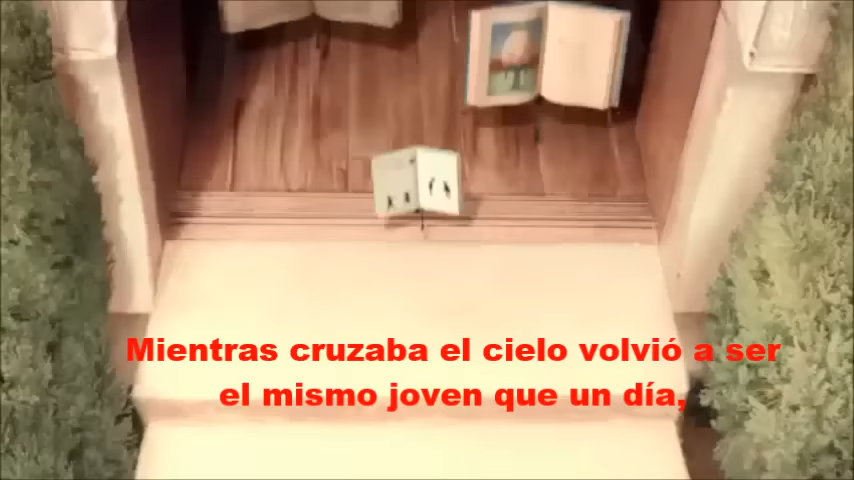 Mientras cruzaba el cielo volvió a ser
el mismo joven que un día,